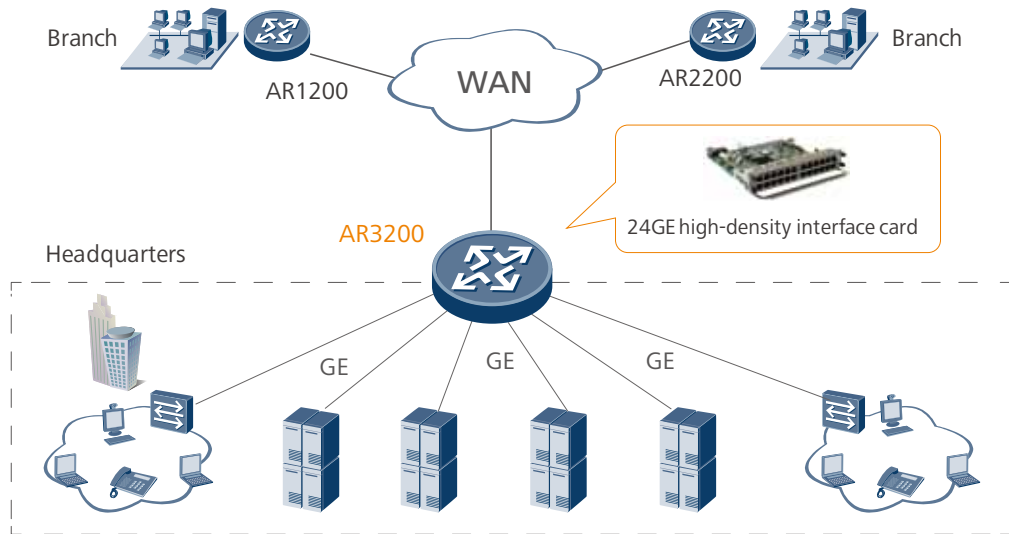 Branch
Branch
AR1200
WAN
AR2200
24GE high-density interface card
AR3200
Headquarters
GE
GE
GE